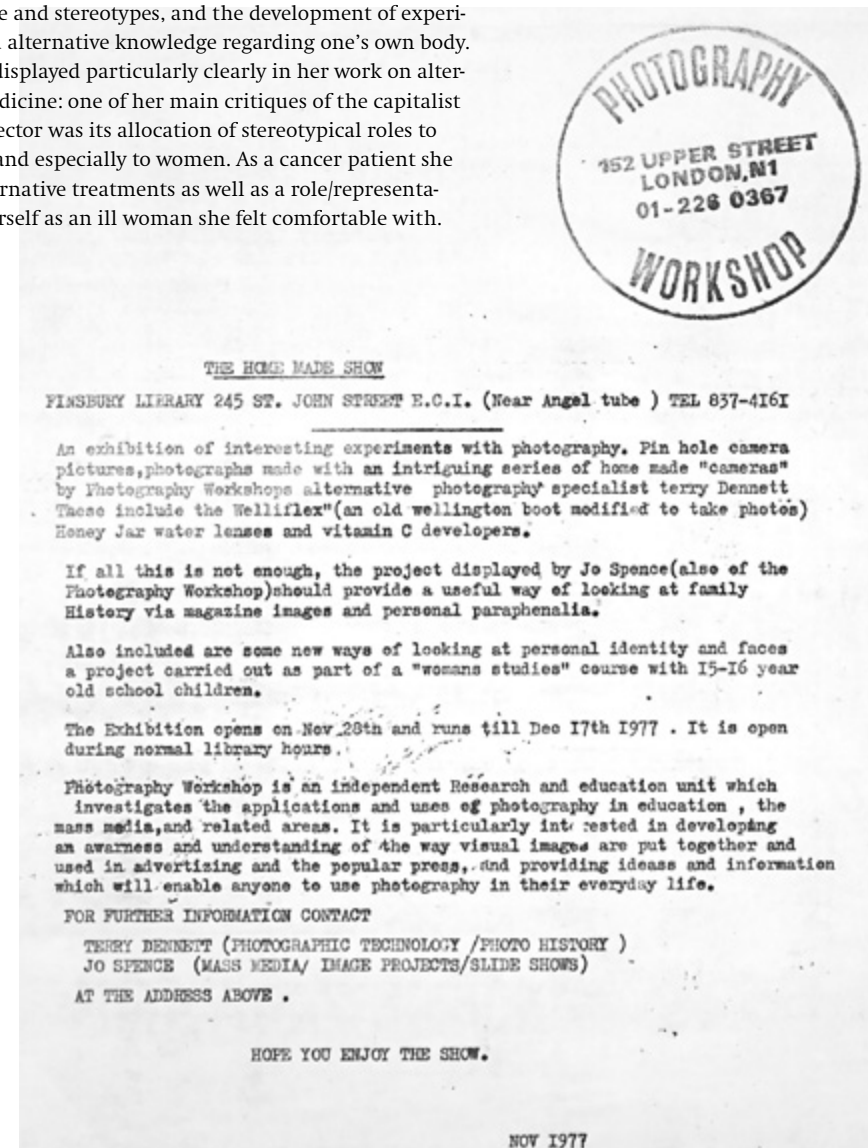 e and stereotypes, and the development of experi-
alternative knowledge regarding one's own body.
displayed particularly clearly in her work on alter-
dicine: one of her main critiques of the capitalist
ector was its allocation of stereotypical roles to
and especially to women. As a cancer patient she
ernative treatments as well as a role/representa-
rself as an ill woman she felt comfortable with.
PHOTOGRAPHY
152 UPPER STREET
LONDON, N1
01-226 0367
WORKSHOP
THE HOME MADE SHOW
FINSBURY LIBRARY 245 ST. JOHN STREET E.C.I. (Near Angel tube ) TEL 837-4I6I
An exhibition of interesting experiments with photography. Pin hole camera
pictures,photographs made with an intriguing series of home made "cameras"
by Photography Workshops alternative photography specialist terry Dennett
These include the Welliflex"(an old wellington boot modified to take photos)
Honey Jar water lenses and vitamin C developers.
If all this is not enough, the project displayed by Jo Spence(also of the
Photography Workshop)should provide a useful way of looking at family
History via magazine images and personal paraphenalia.
Also included are some new ways of looking at personal identity and faces
a project carried out as part of a "womans studies" course with I5-I6 year
old school children.
The Exhibition opens on Nov 28th and runs till Dec I7th I977 . It is open
during normal library hours.
Photography Workshop is an independent Research and education unit which
investigates the applications and uses of photography in education , the
mass media,and related areas. It is particularly interested in developing
an awarness and understanding of the way visual images are put together and
used in advertizing and the popular press, and providing ideass and information
which will enable anyone to use photography in their everyday life.
FOR FURTHER INFORMATION CONTACT
TERRY DENNETT (PHOTOGRAPHIC TECHNOLOGY /PHOTO HISTORY )
JO SPENCE (MASS MEDIA/ IMAGE PROJECTS/SLIDE SHOWS)
AT THE ADDRESS ABOVE .
HOPE YOU ENJOY THE SHOW.
NOV I977